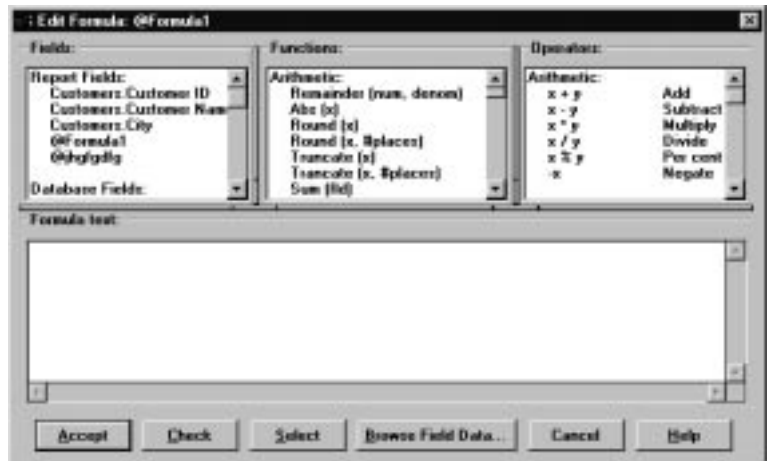 Edit Formula: @Formula1
Fields:
Report Fields:
Customers.Customer ID
Customers.Customer Name
Customers.City
@Formula1
@jhgfgdfg
Database Fields:
Functions:
Arithmetic:
Remainder (num, denom)
Abs (x)
Round (x)
Round (x, #places)
Truncate (x)
Truncate (x, #places)
Sum (fld)
Operators:
Arithmetic:
x + y Add
x - y Subtract
x * y Multiply
x / y Divide
x % y Per cent
-x Negate
Formula text:
Accept Check Select Browse Field Data... Cancel Help